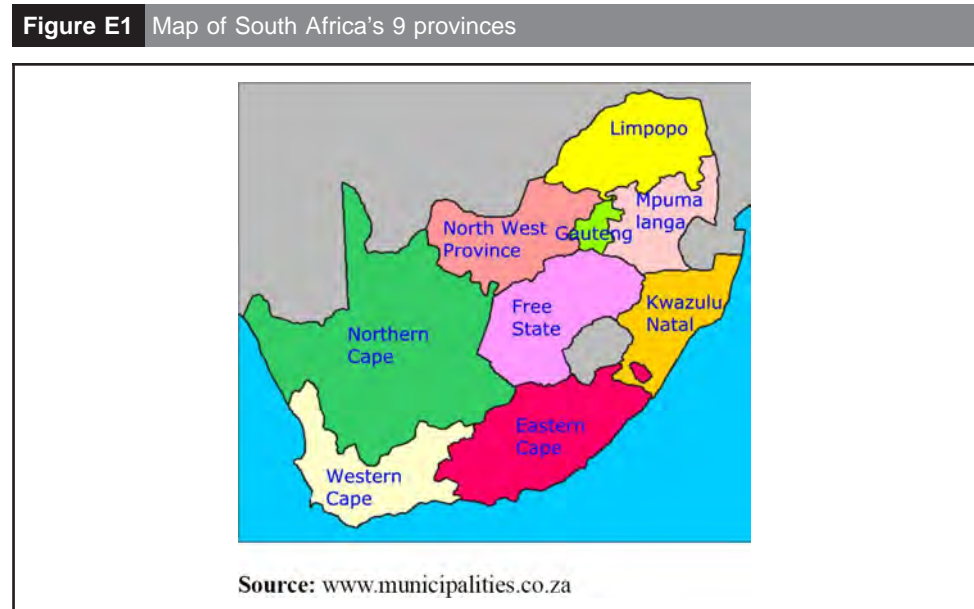 Figure E1 Map of South Africa's 9 provinces
Limpopo
Mpuma
langa
North West
Province
Gauteng
Free
State
Kwazulu
Natal
Northern
Cape
Eastern
Cape
Western
Cape
Source: www.municipalities.co.za